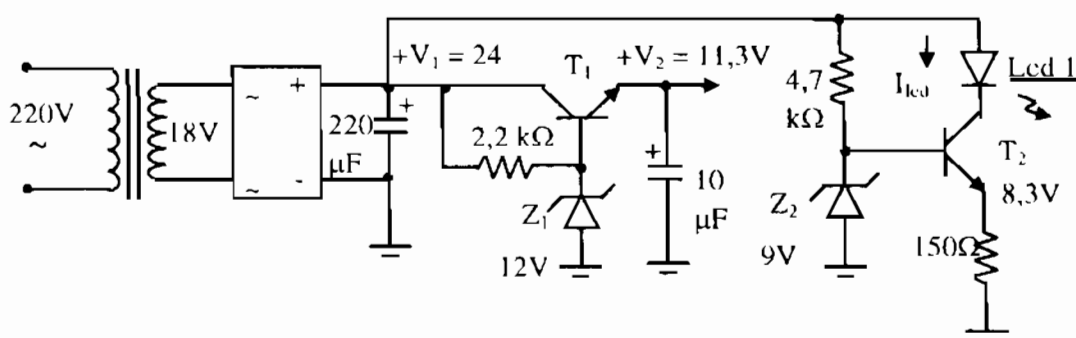 220V
~
18V
~
+
~
-
+V₁ = 24
+
220
μF
2,2 kΩ
T₁
+V₂ = 11,3V
Z₁
12V
+
10
μF
4,7
kΩ
Z₂
9V
I_led
Led 1
T₂
8,3V
150Ω